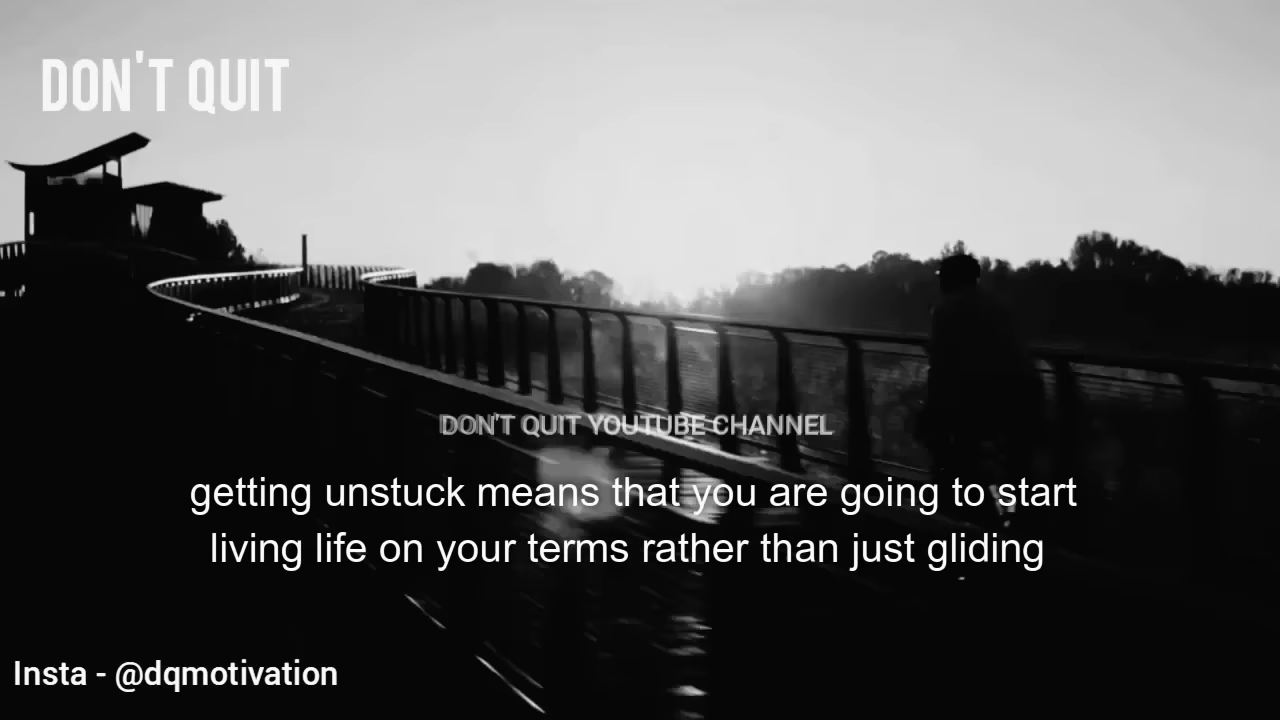 DON'T QUIT
DON'T QUIT YOUTUBE CHANNEL
getting unstuck means that you are going to start
living life on your terms rather than just gliding
Insta - @dqmotivation